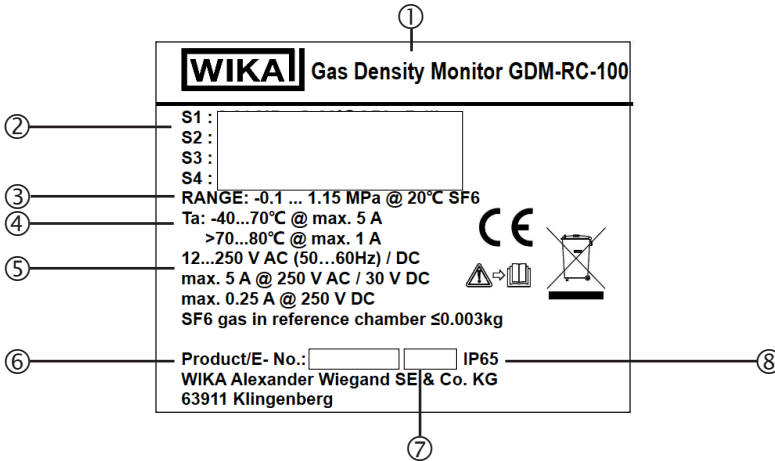 ①
WIKA Gas Density Monitor GDM-RC-100
② S1 :
S2 :
S3 :
S4 :
③ RANGE: -0.1 ... 1.15 MPa @ 20°C SF6
④ Ta: -40...70°C @ max. 5 A
>70...80°C @ max. 1 A
⑤ 12...250 V AC (50…60Hz) / DC
max. 5 A @ 250 V AC / 30 V DC
max. 0.25 A @ 250 V DC
SF6 gas in reference chamber ≤0.003kg
CE
⑥ Product/E- No.: IP65 ⑧
WIKA Alexander Wiegand SE & Co. KG
63911 Klingenberg
⑦